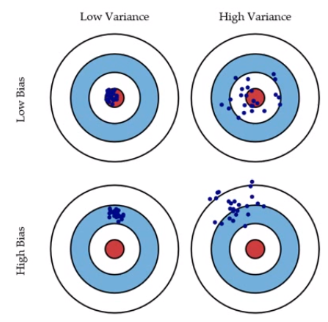 Low Variance
High Variance
Low Bias
High Bias